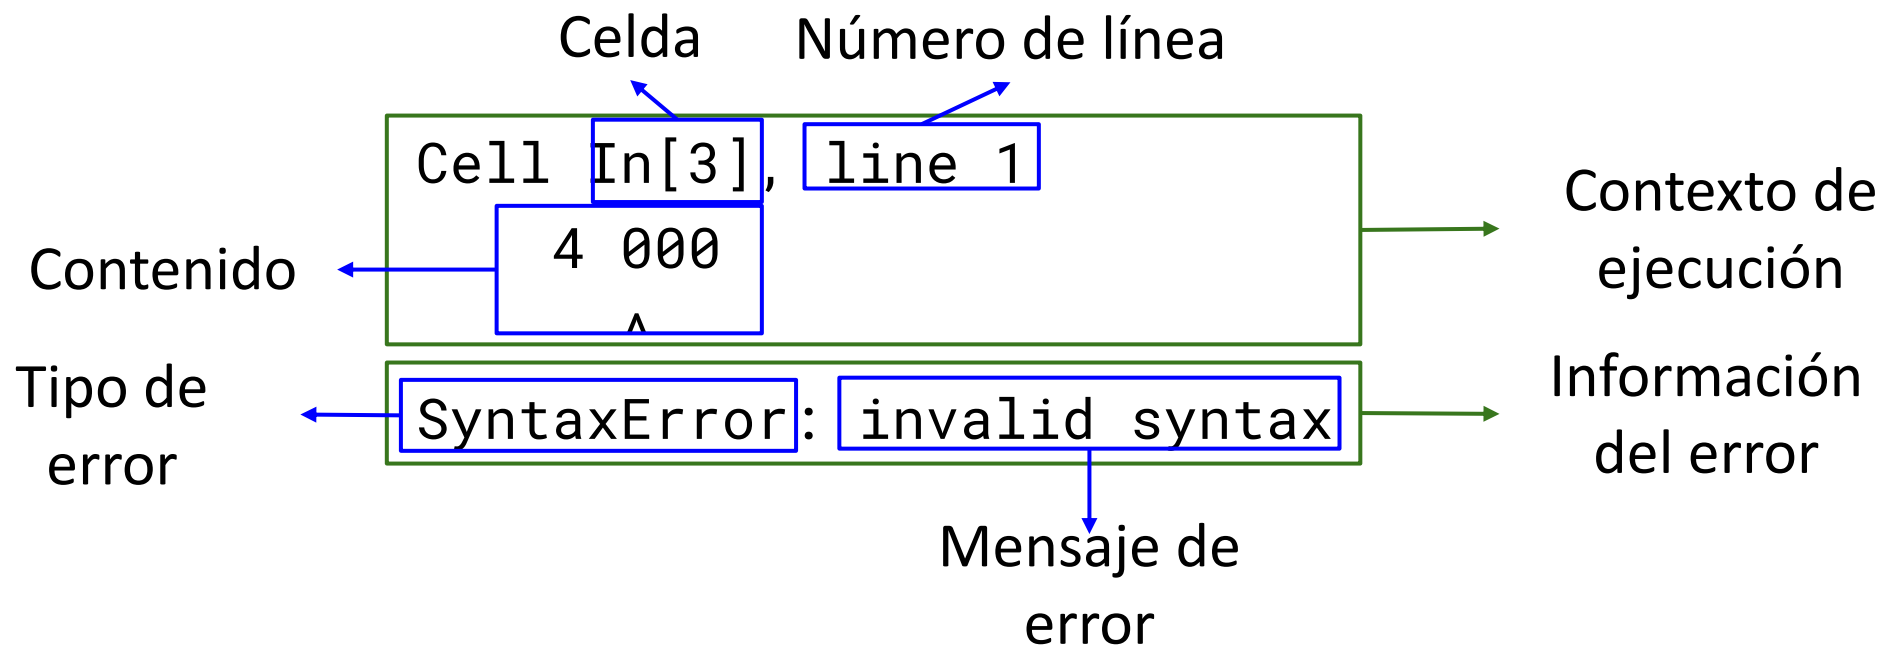 Celda
Número de línea
Cell In[3], line 1
4 000
^
Contenido
Contexto de
ejecución
Tipo de
error
SyntaxError: invalid syntax
Información
del error
Mensaje de
error